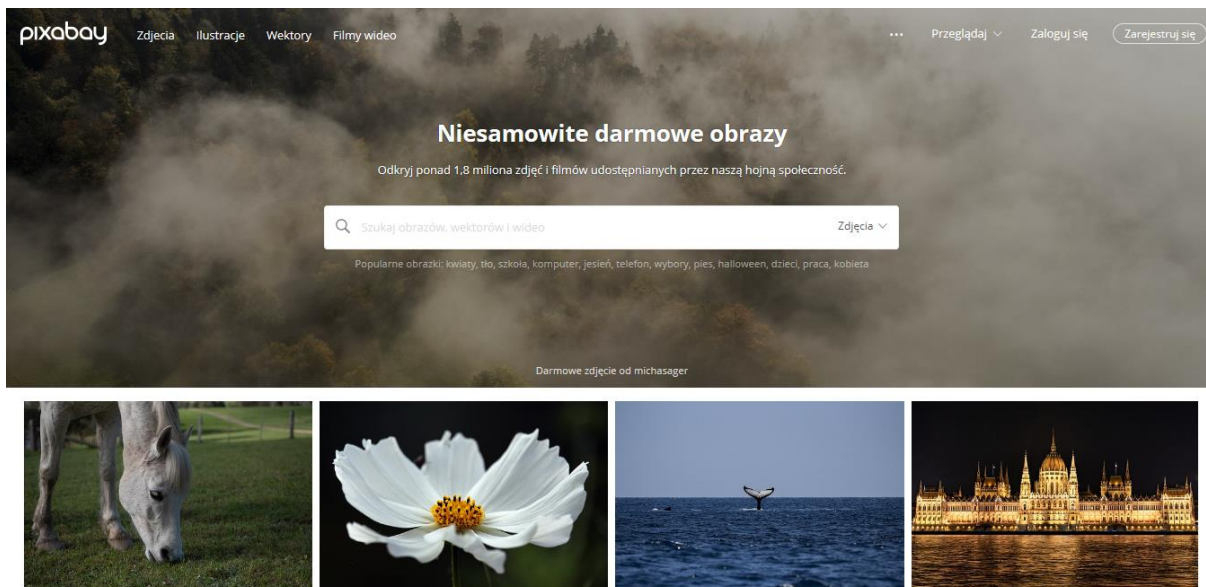 pixabay Zdjecia Ilustracje Wektory Filmy wideo ... Przeglądaj Zaloguj się Zarejestruj się
Niesamowite darmowe obrazy
Odkryj ponad 1,8 miliona zdjęć i filmów udostępnianych przez naszą hojną społeczność.
Szukaj obrazów, wektorów i wideo Zdjęcia
Popularne obrazki: kwiaty, tło, szkoła, komputer, jesień, telefon, wybory, pies, halloween, dzieci, praca, kobieta
Darmowe zdjęcie od michasager